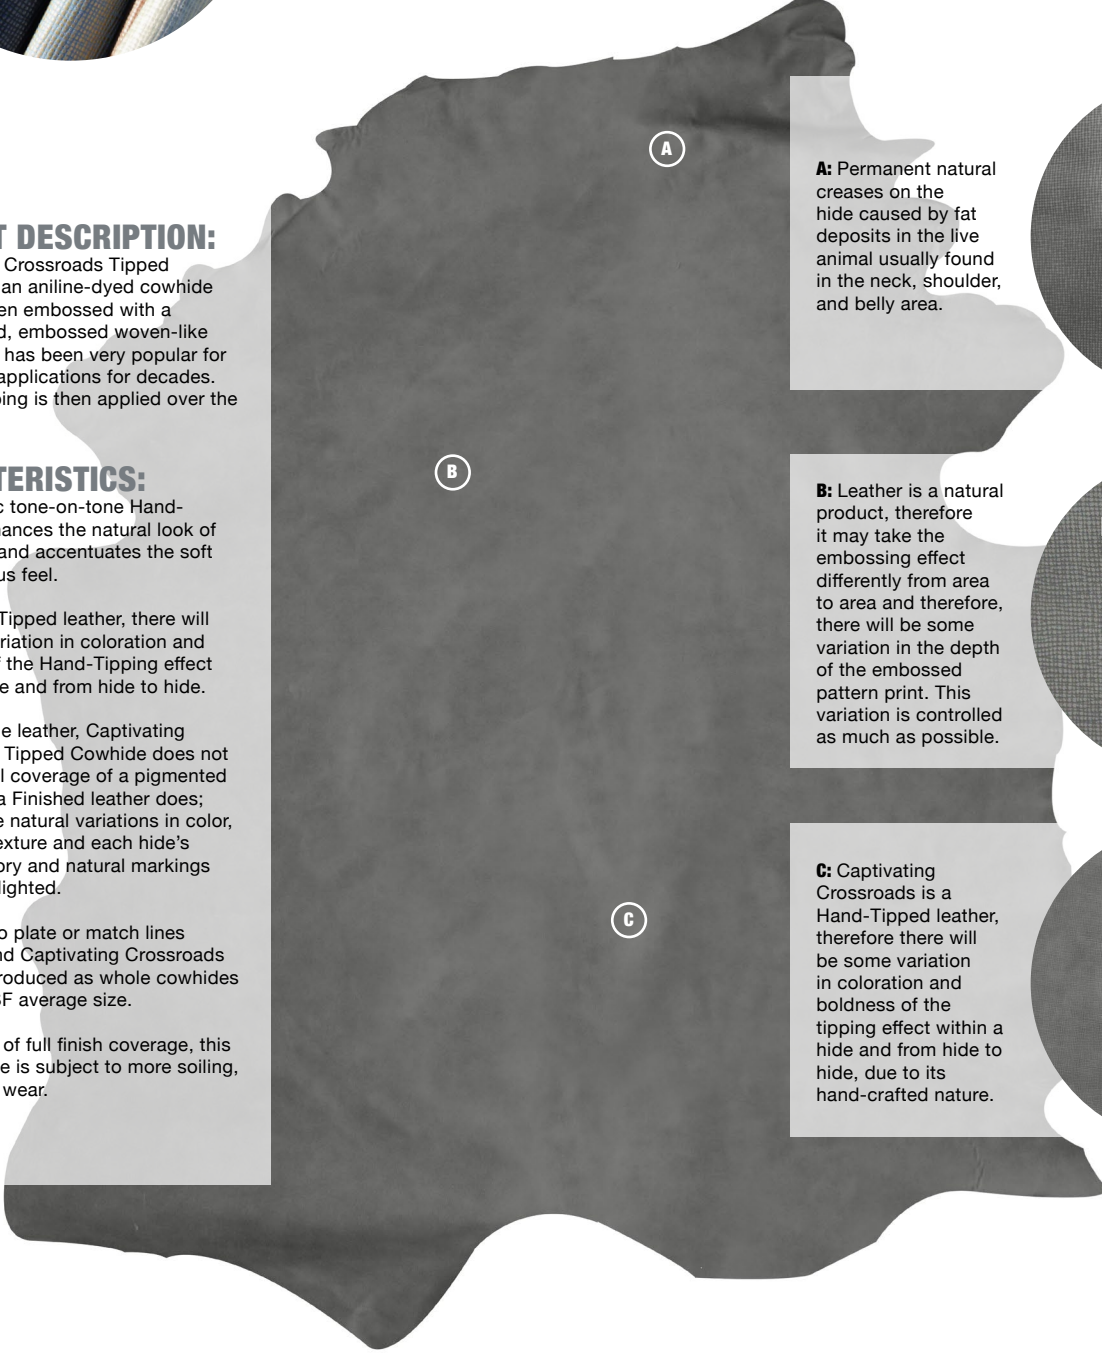 T DESCRIPTION:
Crossroads Tipped
an aniline-dyed cowhide
en embossed with a
d, embossed woven-like
has been very popular for
applications for decades.
ping is then applied over the
TERISTICS:
c tone-on-tone Hand-
nances the natural look of
and accentuates the soft
us feel.
Tipped leather, there will
riation in coloration and
f the Hand-Tipping effect
e and from hide to hide.
e leather, Captivating
Tipped Cowhide does not
l coverage of a pigmented
a Finished leather does;
e natural variations in color,
exture and each hide's
ory and natural markings
lighted.
o plate or match lines
nd Captivating Crossroads
roduced as whole cowhides
SF average size.
of full finish coverage, this
e is subject to more soiling,
wear.
A
B
C
A: Permanent natural
creases on the
hide caused by fat
deposits in the live
animal usually found
in the neck, shoulder,
and belly area.
B: Leather is a natural
product, therefore
it may take the
embossing effect
differently from area
to area and therefore,
there will be some
variation in the depth
of the embossed
pattern print. This
variation is controlled
as much as possible.
C: Captivating
Crossroads is a
Hand-Tipped leather,
therefore there will
be some variation
in coloration and
boldness of the
tipping effect within a
hide and from hide to
hide, due to its
hand-crafted nature.